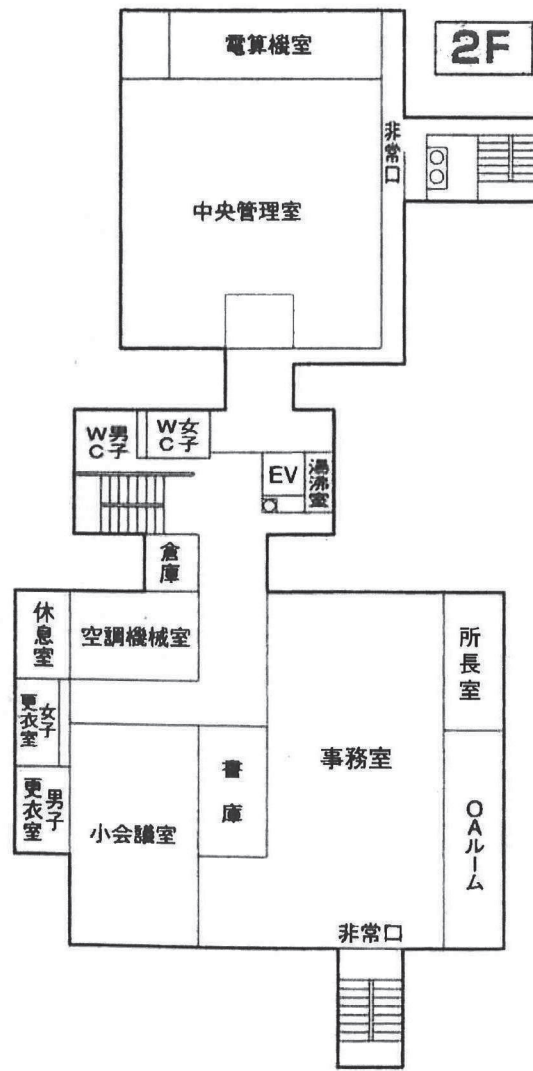 2F
電算機室
非常口
中央管理室
男子WC
女子WC
EV
湯沸室
倉庫
休息室
空調機械室
所長室
女子更衣室
書庫
事務室
男子更衣室
小会議室
OAルーム
非常口